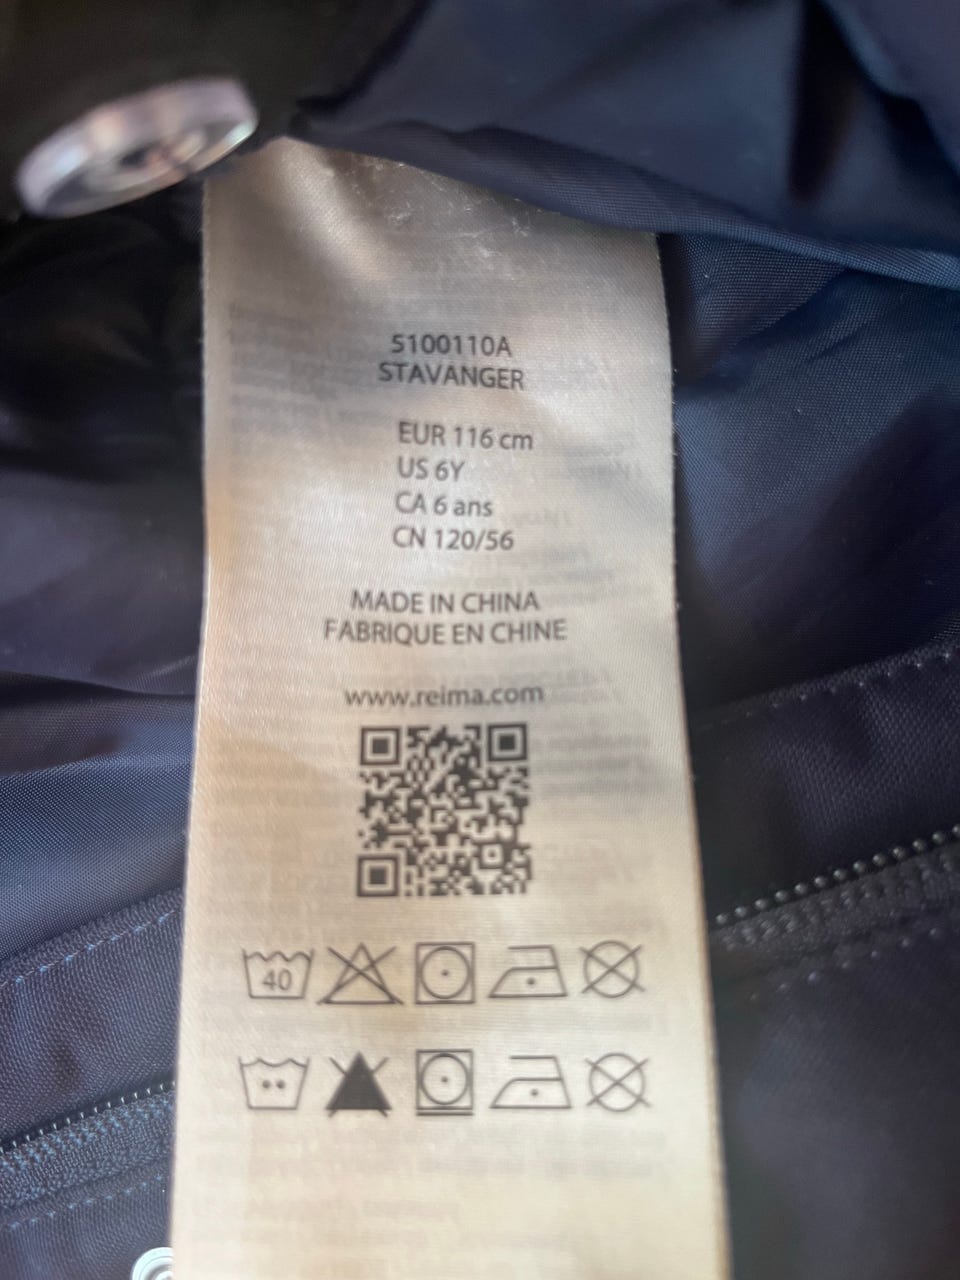 5100110A
STAVANGER
EUR 116 cm
US 6Y
CA 6 ans
CN 120/56
MADE IN CHINA
FABRIQUE EN CHINE
www.reima.com
40